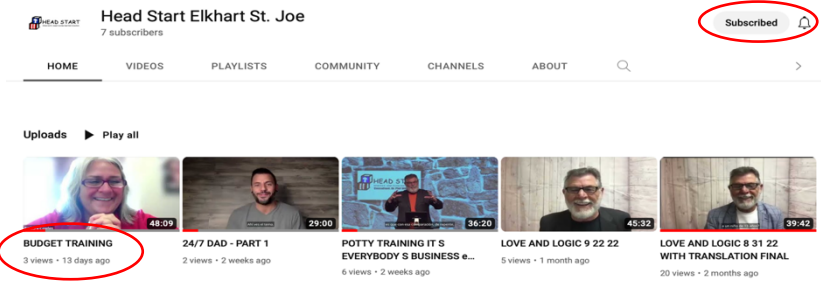 HEAD START
Head Start Elkhart St. Joe
7 subscribers
Subscribed
HOME VIDEOS PLAYLISTS COMMUNITY CHANNELS ABOUT
Uploads Play all
48:09
BUDGET TRAINING
3 views • 13 days ago
29:00
24/7 DAD - PART 1
2 views • 2 weeks ago
HEAD ST
36:20
POTTY TRAINING IT S
EVERYBODY S BUSINESS e...
6 views • 2 weeks ago
45:32
LOVE AND LOGIC 9 22 22
5 views • 1 month ago
39:42
LOVE AND LOGIC 8 31 22
WITH TRANSLATION FINAL
20 views • 2 months ago